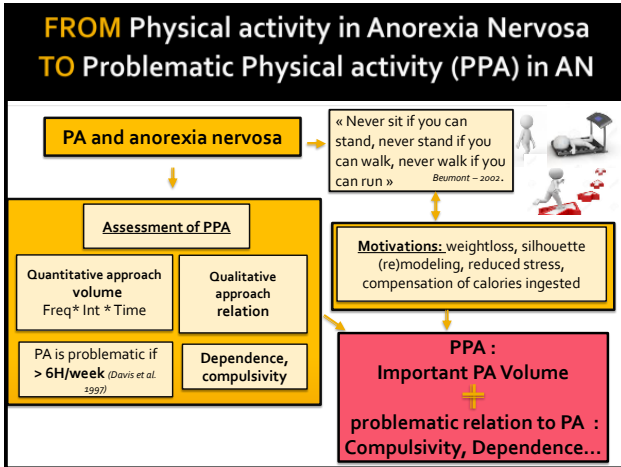 FROM Physical activity in Anorexia Nervosa
TO Problematic Physical activity (PPA) in AN
PA and anorexia nervosa
« Never sit if you can
stand, never stand if you
can walk, never walk if you
can run » Beumont – 2002.
Assessment of PPA
Quantitative approach
volume
Freq* Int * Time
Qualitative
approach
relation
PA is problematic if
> 6H/week (Davis et al.
1997)
Dependence,
compulsivity
Motivations: weightloss, silhouette
(re)modeling, reduced stress,
compensation of calories ingested
PPA :
Important PA Volume
+
problematic relation to PA :
Compulsivity, Dependence...